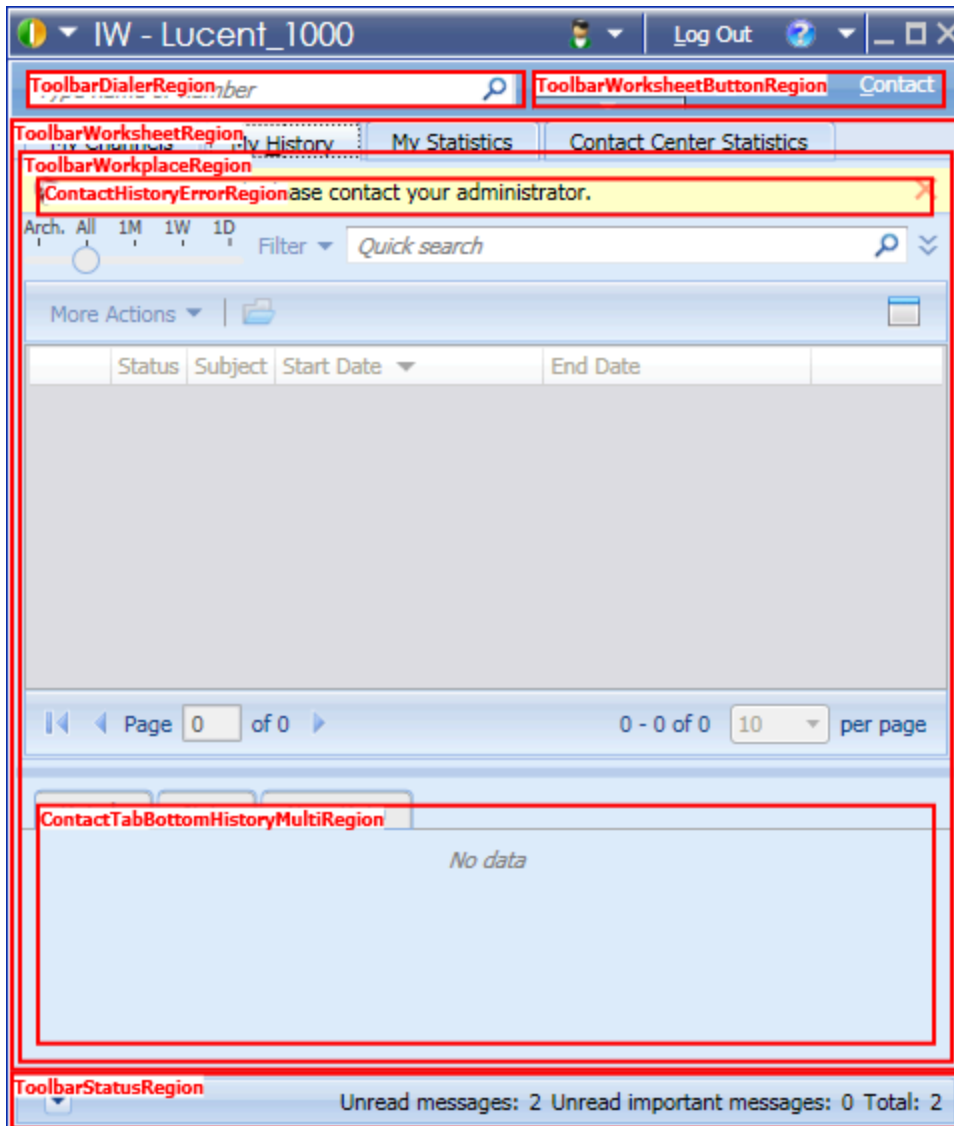 IW - Lucent_1000 Log Out
ToolbarDialerRegion ToolbarWorksheetButtonRegion Contact
ToolbarWorksheetRegion
My History My Statistics Contact Center Statistics
ToolbarWorkplaceRegion
ContactHistoryErrorRegion ase contact your administrator.
Arch. All 1M 1W 1D
Filter Quick search
More Actions
Status Subject Start Date End Date
Page 0 of 0 0 - 0 of 0 10 per page
ContactTabBottomHistoryMultiRegion
No data
ToolbarStatusRegion
Unread messages: 2 Unread important messages: 0 Total: 2